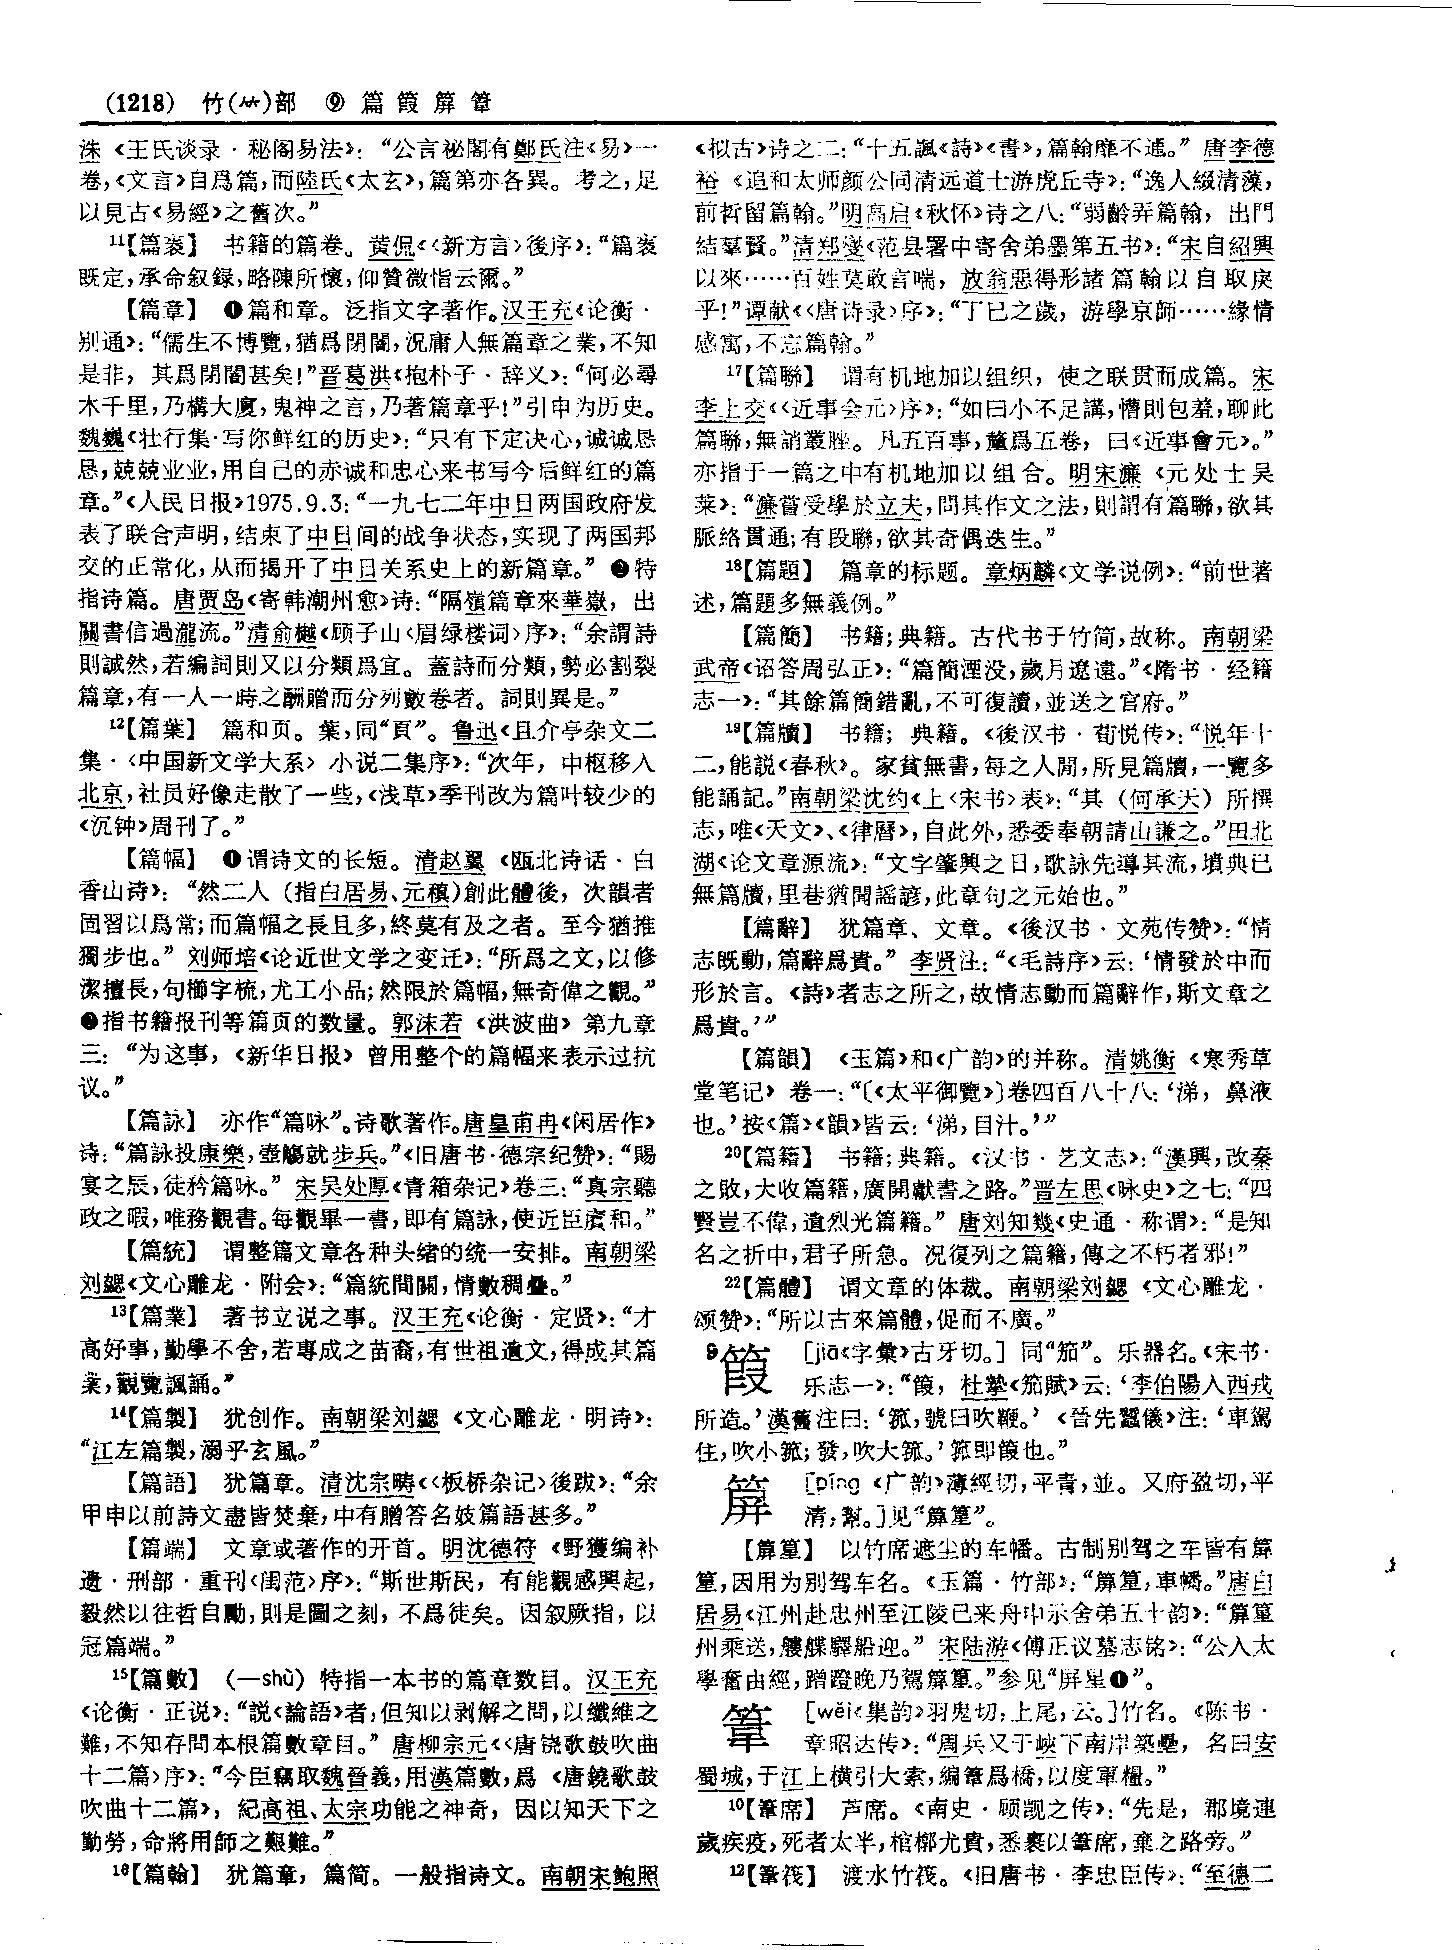 (1218) 竹(⺮)部 ⑨ 篇 葭 箳 篁
洙《王氏谈录·秘阁易法》：“公言祕閣有鄭氏注《易》一
卷，《文言》自爲篇，而陸氏《太玄》，篇第亦各異。考之，足
以見古《易經》之舊次。”
11【篇袠】 书籍的篇卷。黄侃《〈新方言〉後序》：“篇袠
既定，承命叙録，略陳所懷，仰贊微恉云爾。”
【篇章】 ❶篇和章。泛指文字著作。汉王充《论衡·
别通》：“儒生不博覽，猶爲閉闇，况庸人無篇章之業，不知
是非，其爲閉闇甚矣！”晋葛洪《抱朴子·辞义》：“何必尋
木千里，乃構大廈，鬼神之言，乃著篇章乎！”引申为历史。
魏巍《壮行集·写你鲜红的历史》：“只有下定决心，诚诚恳
恳，兢兢业业，用自己的赤诚和忠心来书写今后鲜红的篇
章。”《人民日报》1975.9.3：“一九七二年中日两国政府发
表了联合声明，结束了中日间的战争状态，实现了两国邦
交的正常化，从而揭开了中日关系史上的新篇章。”❷特
指诗篇。唐贾岛《寄韩潮州愈》诗：“隔嶺篇章來華嶽，出
關書信過瀧流。”清俞樾《顾子山〈眉绿楼词〉序》：“余謂詩
則誠然，若编詞則又以分類爲宜。蓋詩而分類，勢必割裂
篇章，有一人一時之酬贈而分列數卷者。詞則異是。”
12【篇葉】 篇和页。葉，同“頁”。鲁迅《且介亭杂文二
集·〈中国新文学大系〉小说二集序》：“次年，中枢移入
北京，社员好像走散了一些，《浅草》季刊改为篇叶较少的
《沉钟》周刊了。”
【篇幅】 ❶谓诗文的长短。清赵翼《瓯北诗话·白
香山诗》：“然二人（指白居易、元稹）創此體後，次韻者
固習以爲常；而篇幅之長且多，終莫有及之者。至今猶推
獨步也。”刘师培《论近世文学之变迁》：“所爲之文，以修
潔擅長，句櫛字梳，尤工小品；然限於篇幅，無奇偉之觀。”
❷指书籍报刊等篇页的数量。郭沫若《洪波曲》第九章
三：“为这事，《新华日报》曾用整个的篇幅来表示过抗
议。”
【篇詠】 亦作“篇咏”。诗歌著作。唐皇甫冉《闲居作》
诗：“篇詠投康樂，壺觴就步兵。”《旧唐书·德宗纪赞》：“賜
宴之辰，徒矜篇咏。”宋吴处厚《青箱杂记》卷三：“真宗聽
政之暇，唯務觀書。每觀畢一書，即有篇詠，使近臣賡和。”
【篇統】 谓整篇文章各种头绪的统一安排。南朝梁
刘勰《文心雕龙·附会》：“篇統間關，情數稠疊。”
13【篇業】 著书立说之事。汉王充《论衡·定贤》：“才
高好事，勤學不舍，若專成之苗裔，有世祖遺文，得成其篇
業，觀覽諷誦。”
14【篇製】 犹创作。南朝梁刘勰《文心雕龙·明诗》：
“江左篇製，溺乎玄風。”
【篇語】 犹篇章。清沈宗畴《〈板桥杂记〉後跋》：“余
甲申以前詩文盡皆焚棄，中有贈答名妓篇語甚多。”
【篇端】 文章或著作的开首。明沈德符《野獲编补
遗·刑部·重刊〈闺范〉序》：“斯世斯民，有能觀感興起，
毅然以往哲自勵，則是圖之刻，不爲徒矣。因叙厥指，以
冠篇端。”
15【篇數】 （—shù）特指一本书的篇章数目。汉王充
《论衡·正说》：“説《論語》者，但知以剥解之問，以纖維之
難，不知存問本根篇數章目。”唐柳宗元《〈唐铙歌鼓吹曲
十二篇〉序》：“今臣竊取魏晉義，用漢篇數，爲《唐鐃歌鼓
吹曲十二篇》，紀高祖、太宗功能之神奇，因以知天下之
勤勞，命將用師之艱難。”
16【篇翰】 犹篇章，篇简。一般指诗文。南朝宋鲍照
《拟古》诗之二：“十五諷《詩》《書》，篇翰靡不通。”唐李德
裕《追和太师颜公同清远道士游虎丘寺》：“逸人綴清藻，
前哲留篇翰。”明高启《秋怀》诗之八：“弱齡弄篇翰，出門
結羣賢。”清郑燮《范县署中寄舍弟墨第五书》：“宋自紹興
以來……百姓莫敢言喘，放翁惡得形諸篇翰以自取戾
乎！”谭献《〈唐诗录〉序》：“丁巳之歲，游學京師……緣情
感寓，不忘篇翰。”
17【篇聯】 谓有机地加以组织，使之联贯而成篇。宋
李上交《〈近事会元〉序》：“如曰小不足講，懵則包羞，聊此
篇聯，無誚叢脞。凡五百事，釐爲五卷，曰《近事會元》。”
亦指于一篇之中有机地加以组合。明宋濂《元处士吴
莱》：“濂嘗受學於立夫，問其作文之法，則謂有篇聯，欲其
脈絡貫通；有段聯，欲其奇偶迭生。”
18【篇題】 篇章的标题。章炳麟《文学说例》：“前世著
述，篇題多無義例。”
【篇簡】 书籍；典籍。古代书于竹简，故称。南朝梁
武帝《诏答周弘正》：“篇簡湮没，歲月遼遠。”《隋书·经籍
志一》：“其餘篇簡錯亂，不可復讀，並送之官府。”
19【篇牘】 书籍；典籍。《後汉书·荀悦传》：“悦年十
二，能説《春秋》。家貧無書，每之人閒，所見篇牘，一覽多
能誦記。”南朝梁沈约《上〈宋书〉表》：“其（何承天）所撰
志，唯《天文》、《律曆》，自此外，悉委奉朝請山謙之。”田北
湖《论文章源流》：“文字肇興之日，歌詠先導其流，墳典已
無篇牘，里巷猶聞謡諺，此章句之元始也。”
【篇辭】 犹篇章、文章。《後汉书·文苑传赞》：“情
志既動，篇辭爲貴。”李贤注：“《毛詩序》云：‘情發於中而
形於言。《詩》者志之所之，故情志動而篇辭作，斯文章之
爲貴。’”
【篇韻】 《玉篇》和《广韵》的并称。清姚衡《寒秀草
堂笔记》卷一：“〔《太平御覽》〕卷四百八十八：‘涕，鼻液
也。’按《篇》《韻》皆云：‘涕，目汁。’”
20【篇籍】 书籍；典籍。《汉书·艺文志》：“漢興，改秦
之敗，大收篇籍，廣開獻書之路。”晋左思《咏史》之七：“四
賢豈不偉，遺烈光篇籍。”唐刘知幾《史通·称谓》：“是知
名之折中，君子所急。况復列之篇籍，傳之不朽者邪！”
22【篇體】 谓文章的体裁。南朝梁刘勰《文心雕龙·
颂赞》：“所以古來篇體，促而不廣。”
9 [jiā《字彙》古牙切。] 同“笳”。乐器名。《宋书·
乐志一》：“，杜摯《笳賦》云：‘李伯陽入西戎
所造。’漢舊注曰：‘箛，號曰吹鞭。’《晉先蠶儀》注：‘車駕
住，吹小箛；發，吹大箛。’箛即也。”
箳 [píng《广韵》薄經切，平青，並。又府盈切，平
清，幫。] 见“箳篂”。
【箳篂】 以竹席遮尘的车幡。古制别驾之车皆有箳
篂，因用为别驾车名。《玉篇·竹部》：“箳篂，車轓。”唐白
居易《江州赴忠州至江陵已来舟中示舍弟五十韵》：“箳篂
州乘送，艛艓驛船迎。”宋陆游《傅正议墓志铭》：“公入太
學奮由經，蹭蹬晚乃駕箳篂。”参见“屏星❶”。
[wěi《集韵》羽鬼切，上尾，云。]竹名。《陈书·
章昭达传》：“周兵又于峽下南岸築壘，名曰安
蜀城，于江上横引大索，編葦爲橋，以度軍糧。”
10【席】 芦席。《南史·顾觊之传》：“先是，郡境連
歲疾疫，死者太半，棺槨尤貴，悉裹以席，棄之路旁。”
12【筏】 渡水竹筏。《旧唐书·李忠臣传》：“至德二